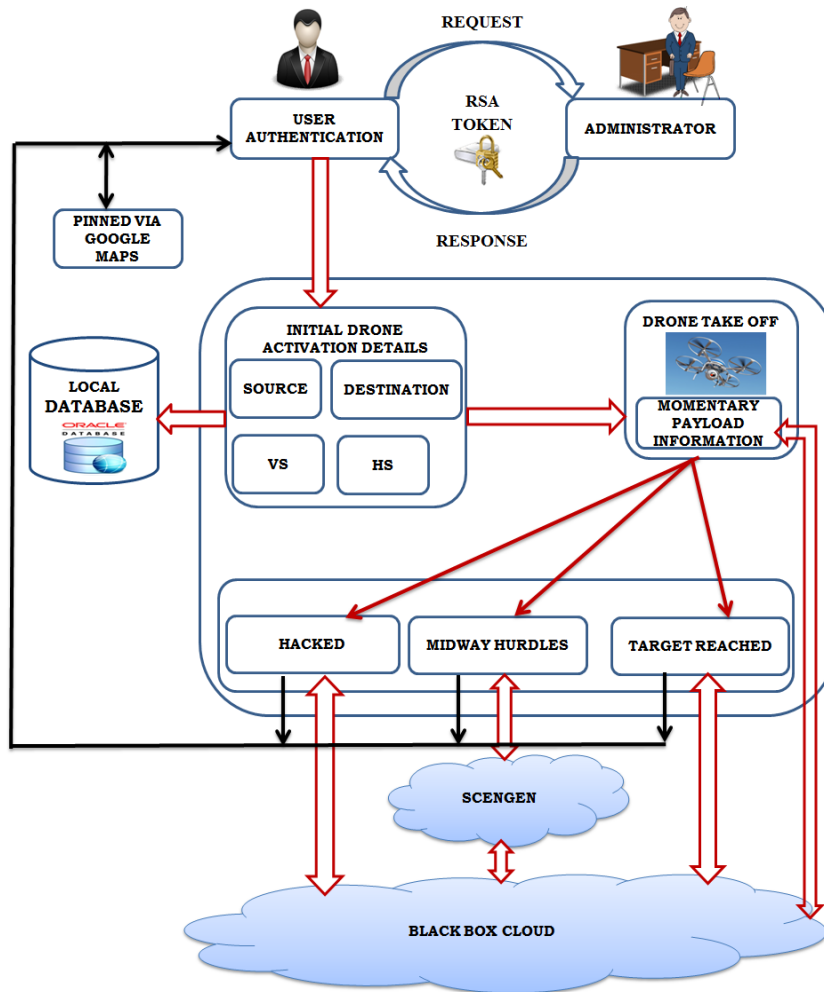 REQUEST
USER
AUTHENTICATION
RSA
TOKEN
ADMINISTRATOR
PINNED VIA
GOOGLE
MAPS
RESPONSE
INITIAL DRONE
ACTIVATION DETAILS
SOURCE
DESTINATION
VS
HS
DRONE TAKE OFF
MOMENTARY
PAYLOAD
INFORMATION
LOCAL
DATABASE
ORACLE
DATABASE
HACKED
MIDWAY HURDLES
TARGET REACHED
SCENGEN
BLACK BOX CLOUD